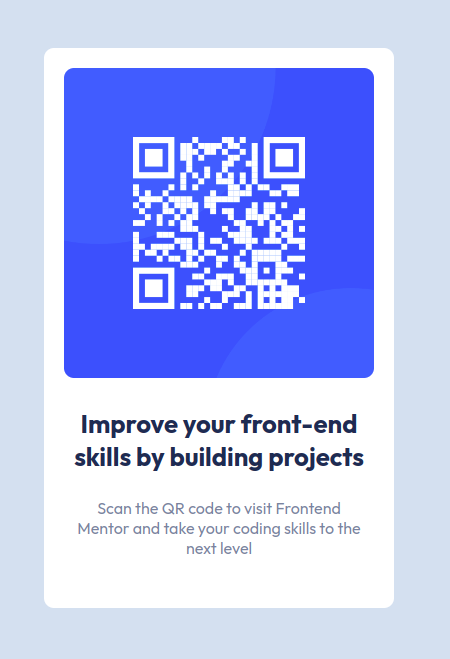 Improve your front-end
skills by building projects
Scan the QR code to visit Frontend
Mentor and take your coding skills to the
next level